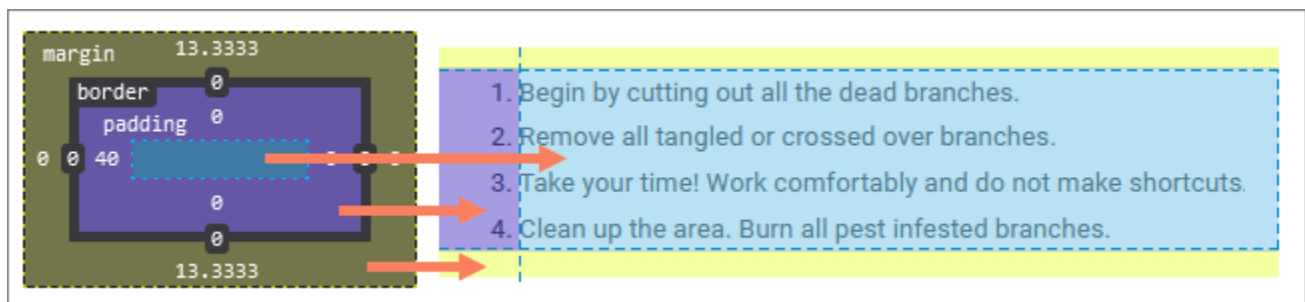 margin 13.3333
border 0
padding 0
0 0 40
0
0
13.3333
1. Begin by cutting out all the dead branches.
2. Remove all tangled or crossed over branches.
3. Take your time! Work comfortably and do not make shortcuts.
4. Clean up the area. Burn all pest infested branches.